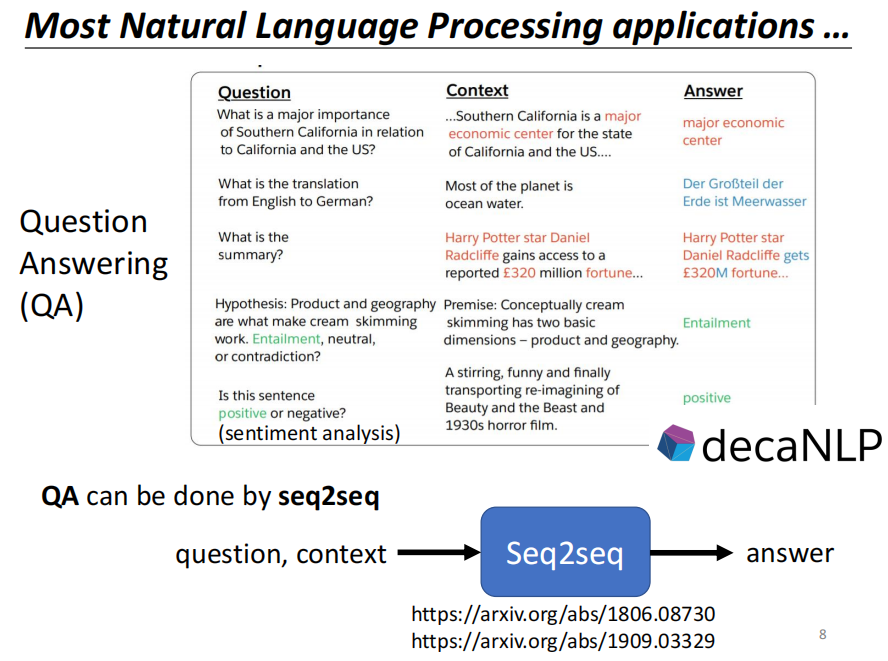 Most Natural Language Processing applications …
Question
Answering
(QA)
Question
What is a major importance
of Southern California in relation
to California and the US?
Context
...Southern California is a major
economic center for the state
of California and the US....
Answer
major economic
center
What is the translation
from English to German?
Most of the planet is
ocean water.
Der Großteil der
Erde ist Meerwasser
What is the
summary?
Harry Potter star Daniel
Radcliffe gains access to a
reported £320 million fortune...
Harry Potter star
Daniel Radcliffe gets
£320M fortune...
Hypothesis: Product and geography
are what make cream skimming
work. Entailment, neutral,
or contradiction?
Premise: Conceptually cream
skimming has two basic
dimensions – product and geography.
Entailment
Is this sentence
positive or negative?
(sentiment analysis)
A stirring, funny and finally
transporting re-imagining of
Beauty and the Beast and
1930s horror film.
positive
decaNLP
QA can be done by seq2seq
question, context
Seq2seq
answer
https://arxiv.org/abs/1806.08730
https://arxiv.org/abs/1909.03329
8